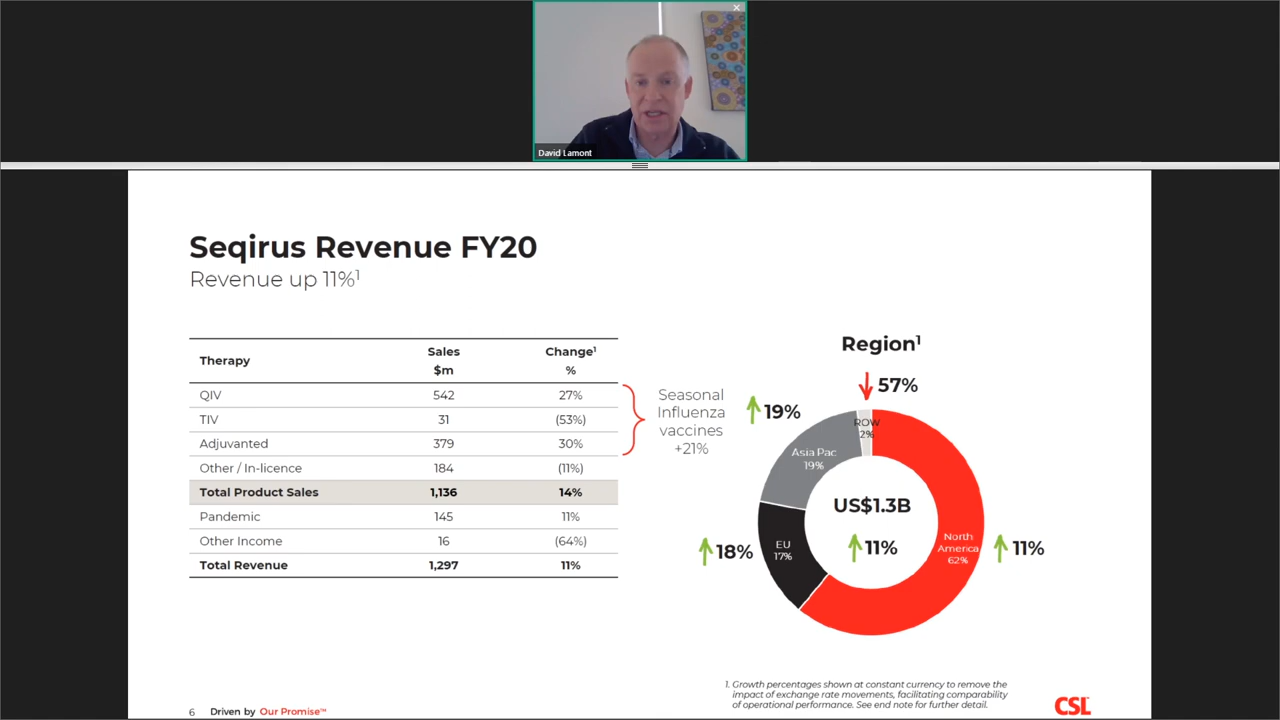 David Lamont
Seqirus Revenue FY20
Revenue up 11%¹
Therapy Sales $m Change¹ %
QIV 542 27%
TIV 31 (53%)
Adjuvanted 379 30%
Other / In-licence 184 (11%)
Total Product Sales 1,136 14%
Pandemic 145 11%
Other Income 16 (64%)
Total Revenue 1,297 11%
Seasonal
Influenza
vaccines
+21%
Region¹
57%
19%
ROW
2%
Asia Pac
19%
US$1.3B
11%
18%
EU
17%
North
America
62%
11%
1. Growth percentages shown at constant currency to remove the
impact of exchange rate movements, facilitating comparability
of operational performance. See end note for further detail.
6 Driven by Our Promise™
CSL